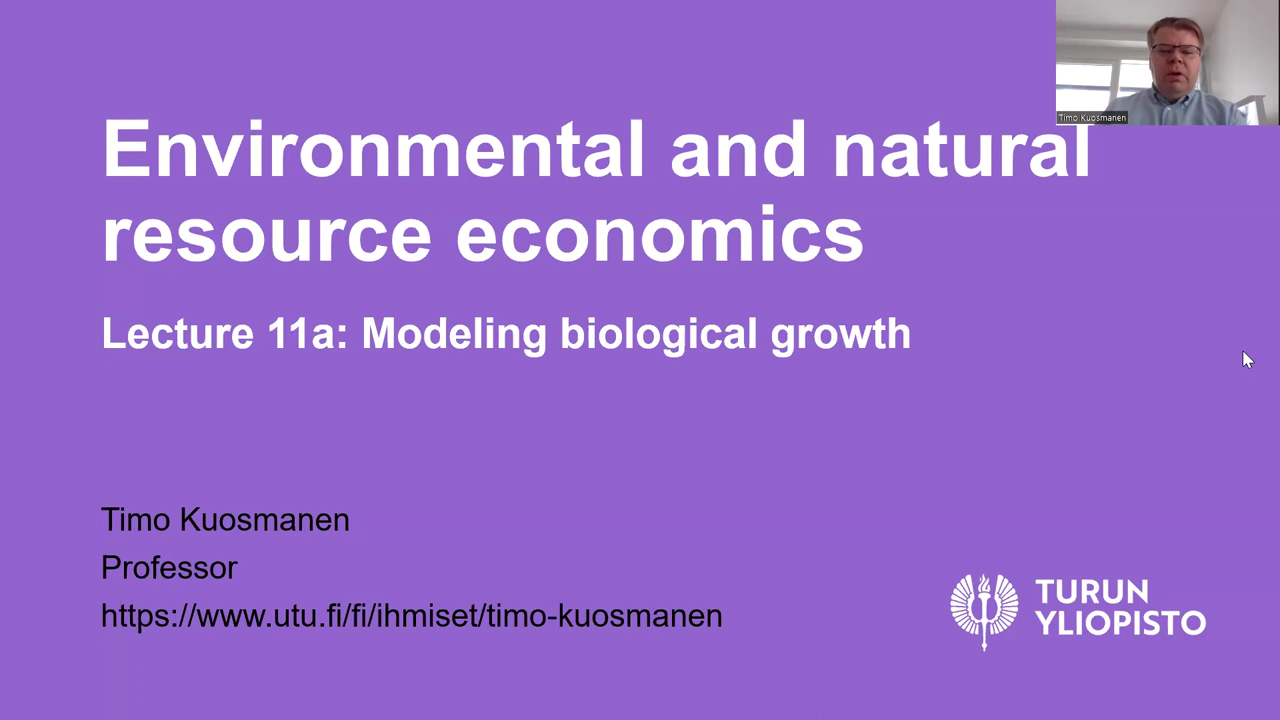 Timo Kuosmanen
Environmental and natural
resource economics
Lecture 11a: Modeling biological growth
Timo Kuosmanen
Professor
https://www.utu.fi/fi/ihmiset/timo-kuosmanen
TURUN
YLIOPISTO